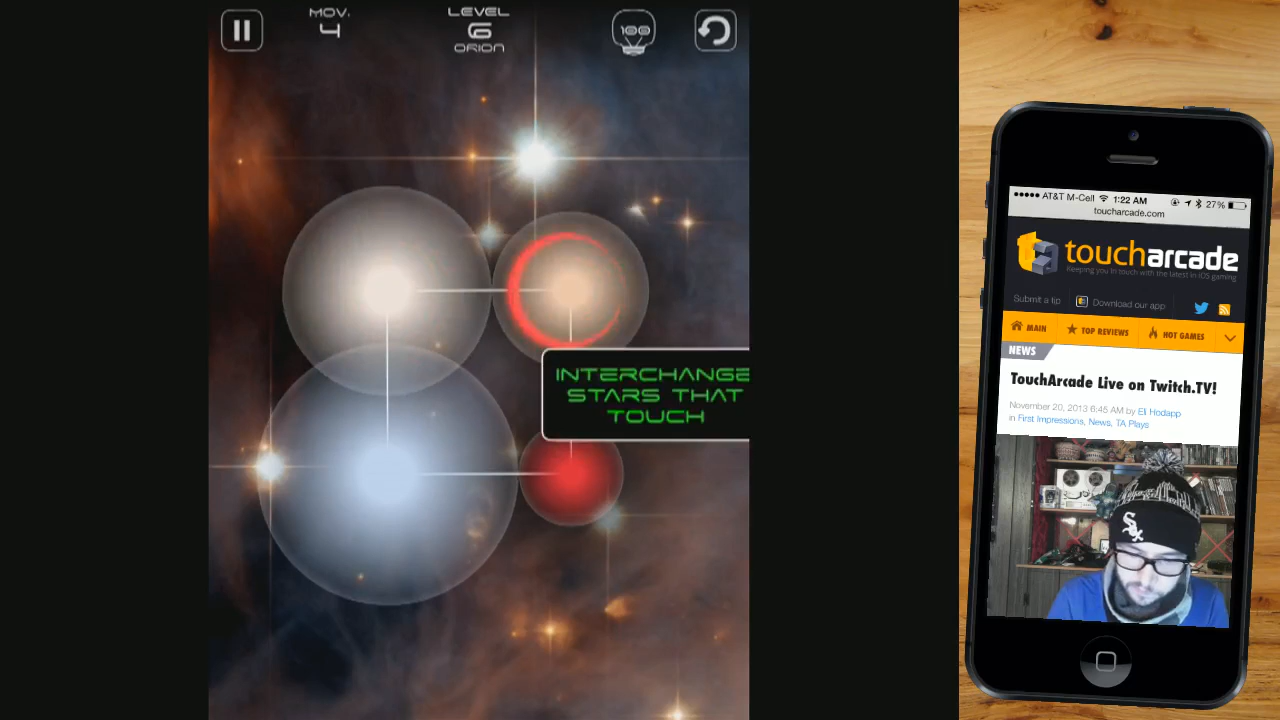 MOV.
4
LEVEL
6
ORION
100
INTERCHANGE
STARS THAT
TOUCH
AT&T M-Cell 1:22 AM 27%
toucharcade.com
toucharcade
Keeping you in touch with the latest in iOS gaming
Submit a tip Download our app
MAIN TOP REVIEWS HOT GAMES
NEWS
TouchArcade Live on Twitch.TV!
November 20, 2013 6:45 AM by Eli Hodapp
in First Impressions, News, TA Plays
Sox